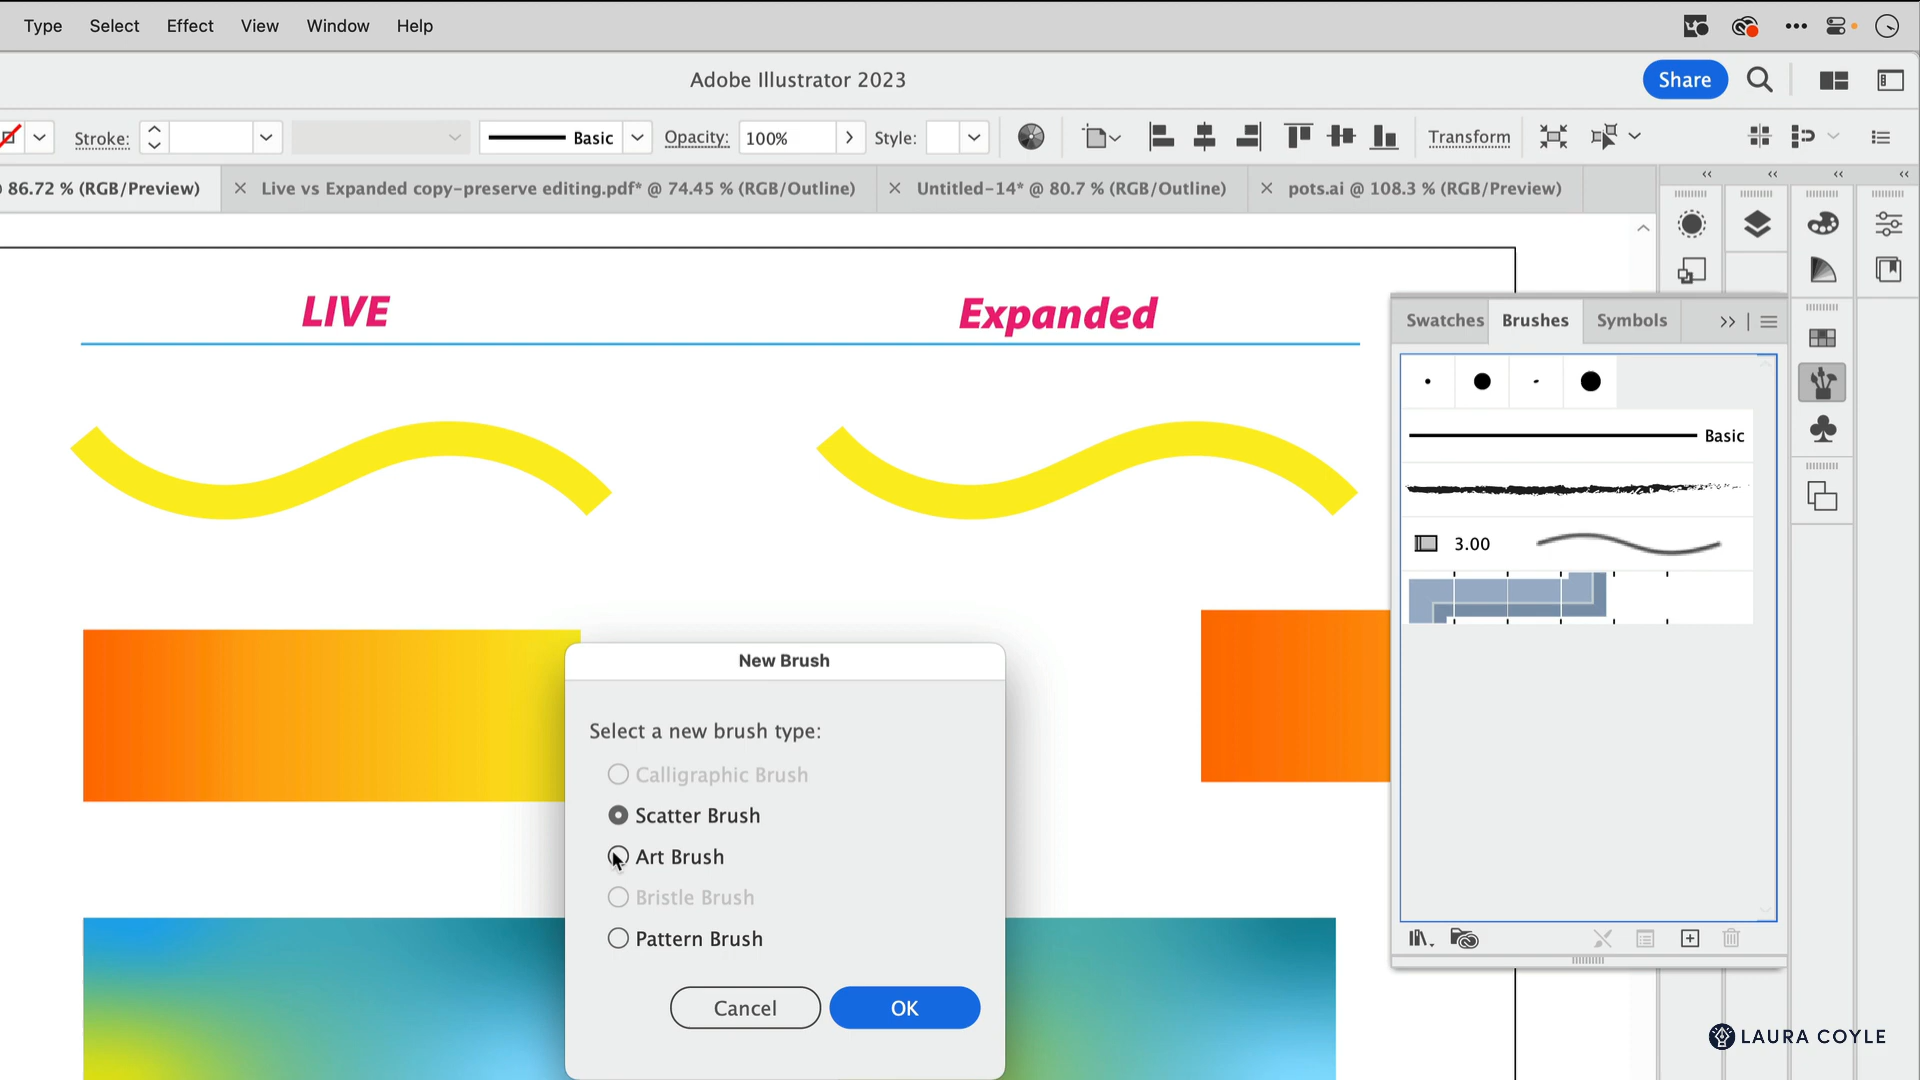 Type Select Effect View Window Help
Adobe Illustrator 2023
Share
Stroke: Basic Opacity: 100% Style: Transform
86.72 % (RGB/Preview) × Live vs Expanded copy-preserve editing.pdf* @ 74.45 % (RGB/Outline) × Untitled-14* @ 80.7 % (RGB/Outline) × pots.ai @ 108.3 % (RGB/Preview)
LIVE Expanded
Swatches Brushes Symbols
Basic
3.00
New Brush
Select a new brush type:
Calligraphic Brush
Scatter Brush
Art Brush
Bristle Brush
Pattern Brush
Cancel OK
LAURA COYLE